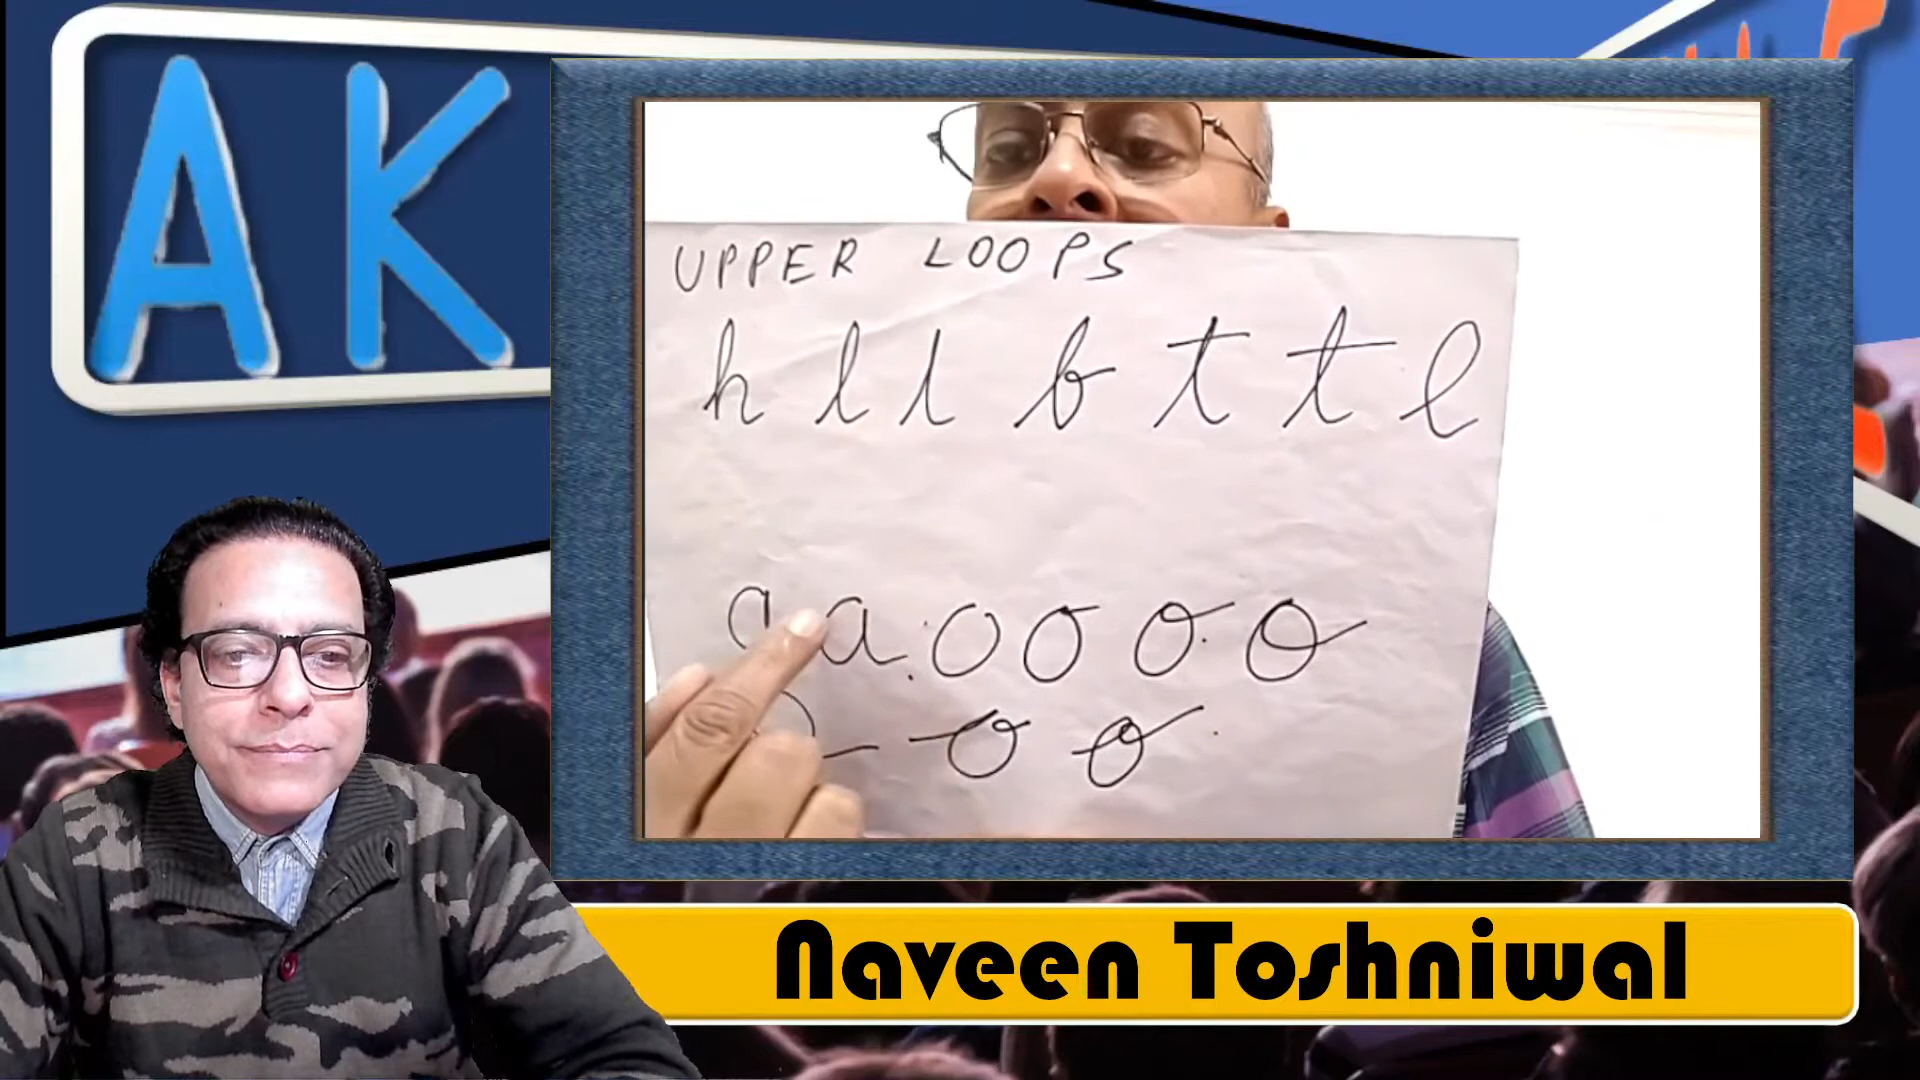 AK
UPPER LOOPS
h l l b t t l
a a o o o o
o o
Naveen Toshniwal